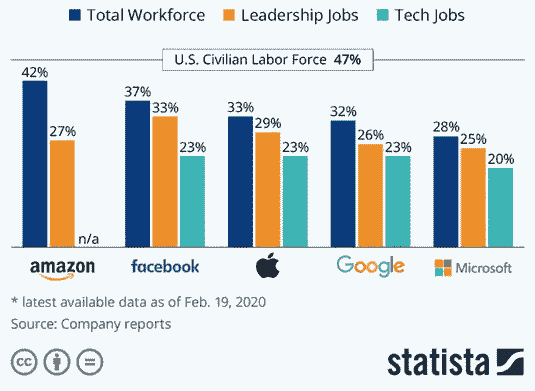 Total Workforce Leadership Jobs Tech Jobs
U.S. Civilian Labor Force 47%
42% 27% n/a
37% 33% 23%
33% 29% 23%
32% 26% 23%
28% 25% 20%
amazon facebook Google Microsoft
* latest available data as of Feb. 19, 2020
Source: Company reports
cc
statista